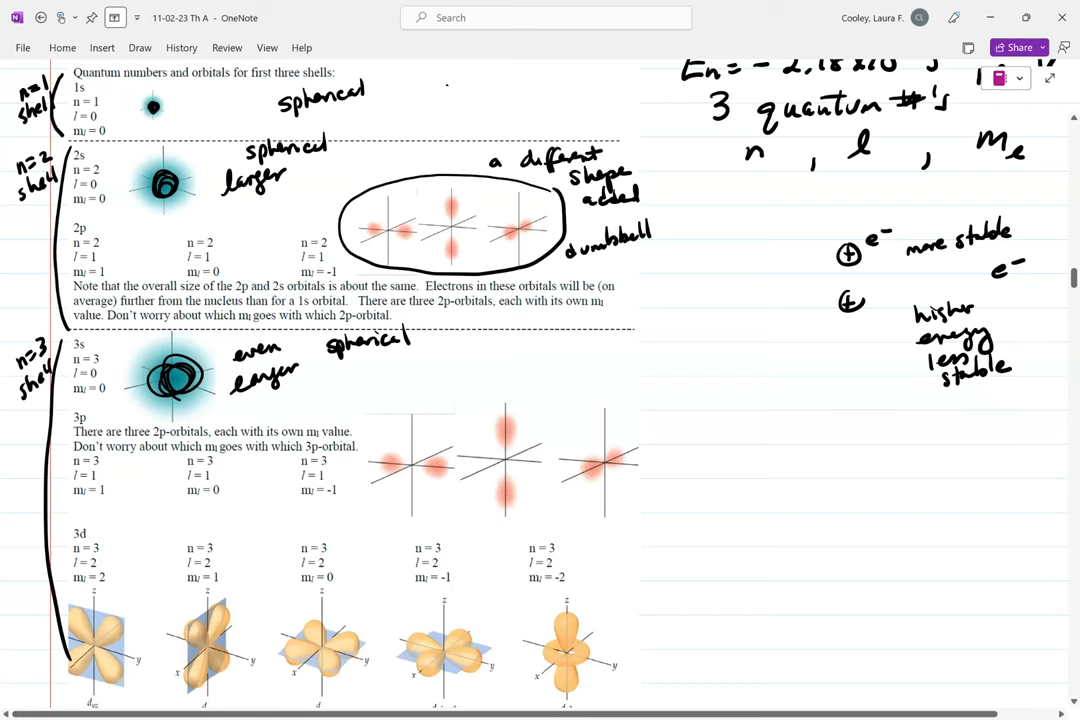 11-02-23 Th A - OneNote
Search
Cooley, Laura F.
CL
File Home Insert Draw History Review View Help
Share
Quantum numbers and orbitals for first three shells:
n=1
shell
1s
n = 1
l = 0
ml = 0
spherical
n=2
shell
2s
n = 2
l = 0
ml = 0
spherical
larger
a different
shape
added
dumbbell
2p
n = 2 n = 2 n = 2
l = 1 l = 1 l = 1
ml = 1 ml = 0 ml = -1
Note that the overall size of the 2p and 2s orbitals is about the same. Electrons in these orbitals will be (on
average) further from the nucleus than for a 1s orbital. There are three 2p-orbitals, each with its own ml
value. Don't worry about which ml goes with which 2p-orbital.
n=3
shell
3s
n = 3
l = 0
ml = 0
even
larger
spherical
3p
There are three 2p-orbitals, each with its own ml value.
Don't worry about which ml goes with which 3p-orbital.
n = 3 n = 3 n = 3
l = 1 l = 1 l = 1
ml = 1 ml = 0 ml = -1
3d
n = 3 n = 3 n = 3 n = 3 n = 3
l = 2 l = 2 l = 2 l = 2 l = 2
ml = 2 ml = 1 ml = 0 ml = -1 ml = -2
z z z z z
y y y y y
x x x x
En = - 2.18 x10
3 quantum #'s
n , l , ml
+ e- more stable
e-
+
higher
energy
less
stable